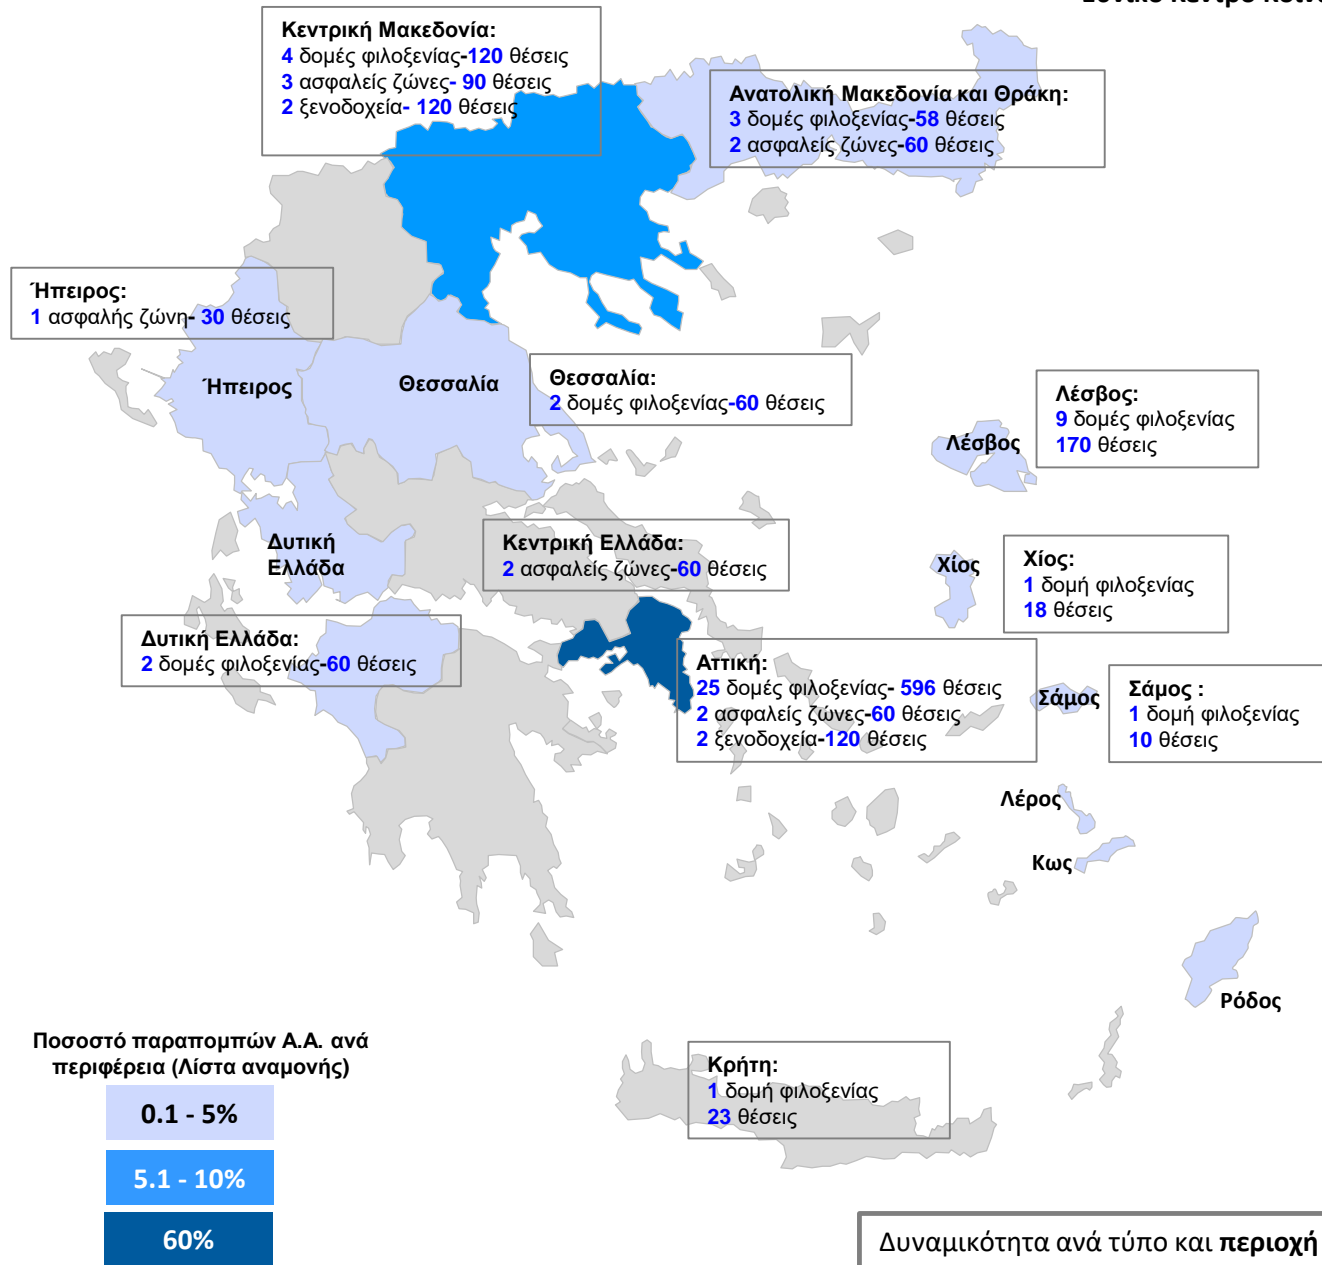 Κεντρική Μακεδονία:
4 δομές φιλοξενίας-120 θέσεις
3 ασφαλείς ζώνες- 90 θέσεις
2 ξενοδοχεία- 120 θέσεις
Ανατολική Μακεδονία και Θράκη:
3 δομές φιλοξενίας-58 θέσεις
2 ασφαλείς ζώνες-60 θέσεις
Ήπειρος:
1 ασφαλής ζώνη- 30 θέσεις
Ήπειρος
Θεσσαλία
Θεσσαλία:
2 δομές φιλοξενίας-60 θέσεις
Λέσβος
Λέσβος:
9 δομές φιλοξενίας
170 θέσεις
Δυτική
Ελλάδα
Κεντρική Ελλάδα:
2 ασφαλείς ζώνες-60 θέσεις
Χίος
Χίος:
1 δομή φιλοξενίας
18 θέσεις
Δυτική Ελλάδα:
2 δομές φιλοξενίας-60 θέσεις
Αττική:
25 δομές φιλοξενίας- 596 θέσεις
2 ασφαλείς ζώνες-60 θέσεις
2 ξενοδοχεία-120 θέσεις
Σάμος
Σάμος :
1 δομή φιλοξενίας
10 θέσεις
Λέρος
Κως
Ρόδος
Ποσοστό παραπομπών Α.Α. ανά
περιφέρεια (Λίστα αναμονής)
0.1 - 5%
5.1 - 10%
60%
Κρήτη:
1 δομή φιλοξενίας
23 θέσεις
Δυναμικότητα ανά τύπο και περιοχή